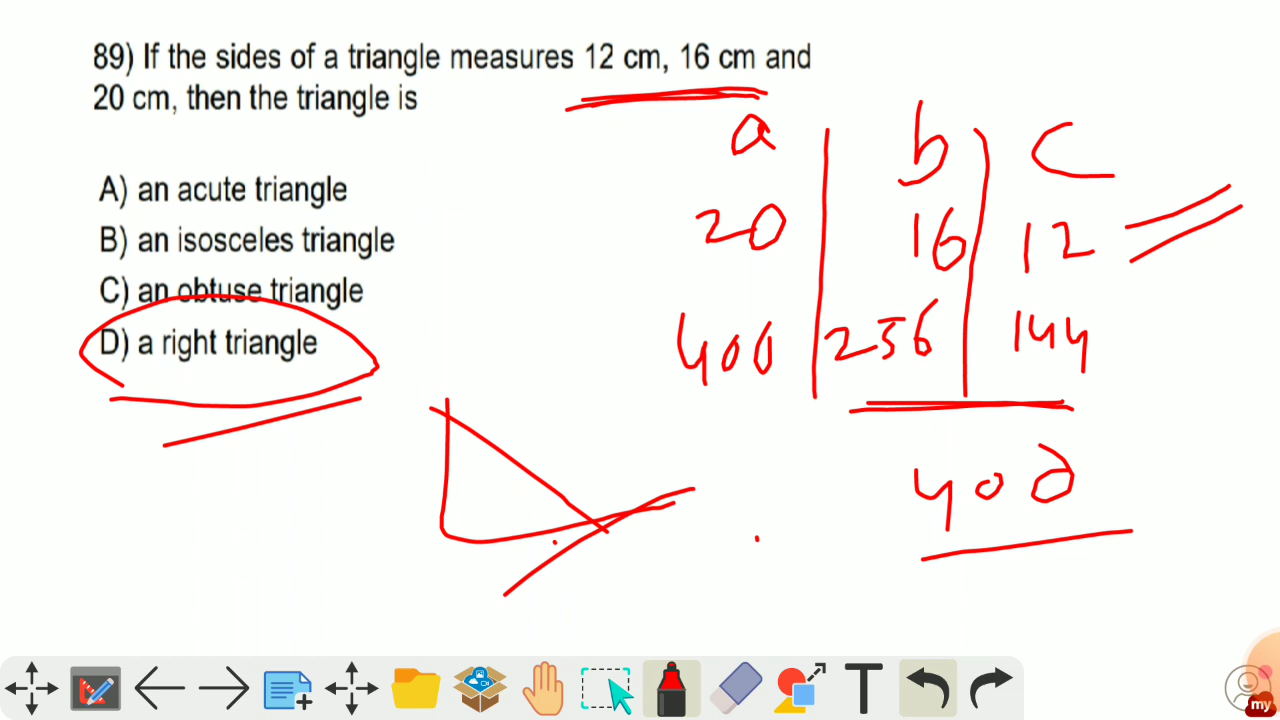 89) If the sides of a triangle measures 12 cm, 16 cm and
20 cm, then the triangle is
A) an acute triangle
B) an isosceles triangle
C) an obtuse triangle
D) a right triangle
a b c
20 16 12
400 256 144
400
T
my